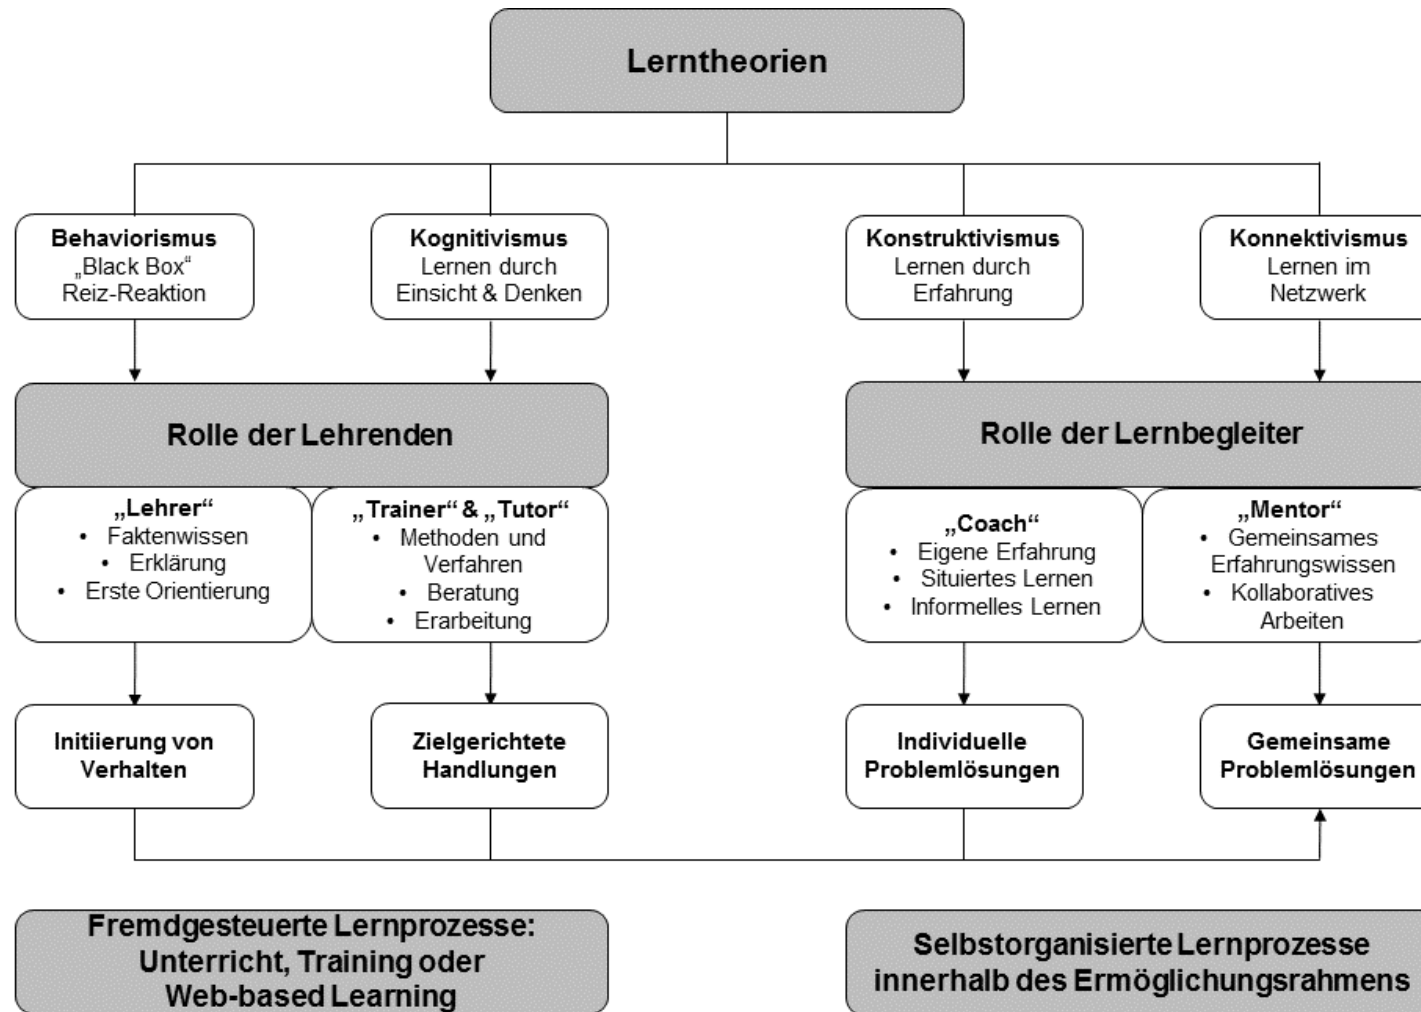 Lerntheorien
Behaviorismus
„Black Box“
Reiz-Reaktion
Kognitivismus
Lernen durch
Einsicht & Denken
Konstruktivismus
Lernen durch
Erfahrung
Konnektivismus
Lernen im
Netzwerk
Rolle der Lehrenden
Rolle der Lernbegleiter
„Lehrer“
• Faktenwissen
• Erklärung
• Erste Orientierung
„Trainer“ & „Tutor“
• Methoden und
Verfahren
• Beratung
• Erarbeitung
„Coach“
• Eigene Erfahrung
• Situiertes Lernen
• Informelles Lernen
„Mentor“
• Gemeinsames
Erfahrungswissen
• Kollaboratives
Arbeiten
Initiierung von
Verhalten
Zielgerichtete
Handlungen
Individuelle
Problemlösungen
Gemeinsame
Problemlösungen
Fremdgesteuerte Lernprozesse:
Unterricht, Training oder
Web-based Learning
Selbstorganisierte Lernprozesse
innerhalb des Ermöglichungsrahmens